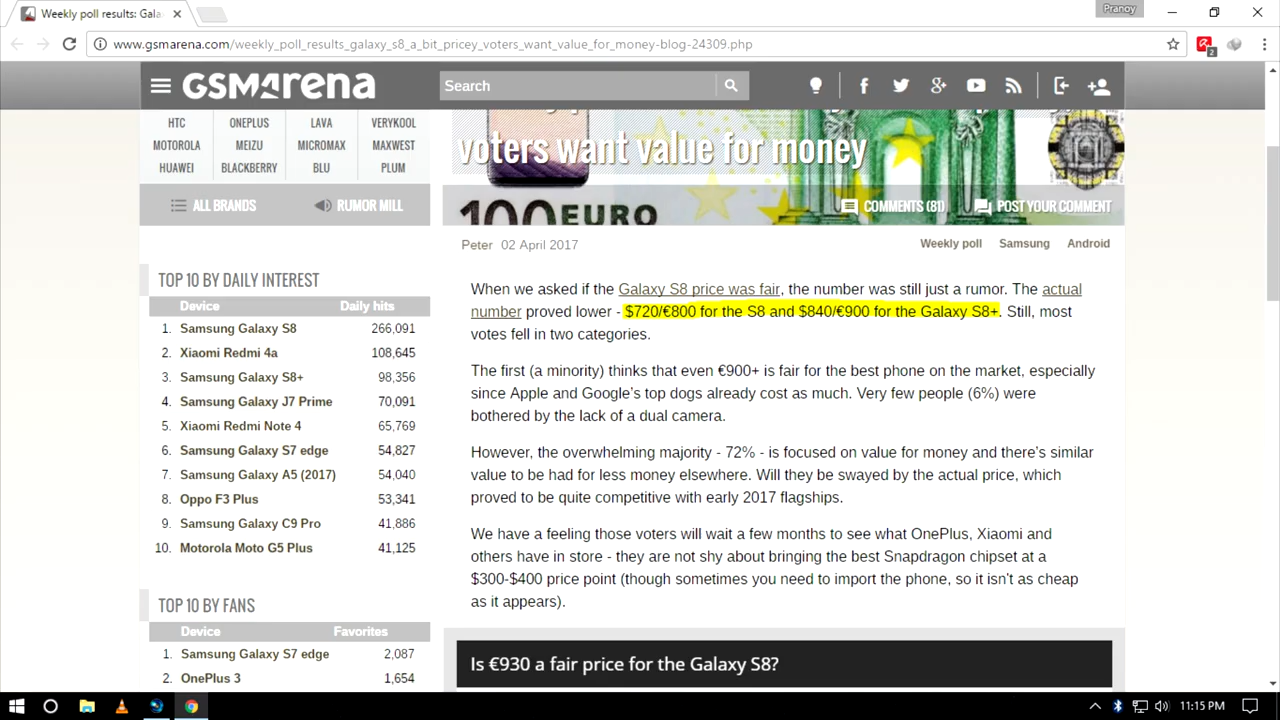 Weekly poll results: Gala
Pranoy
www.gsmarena.com/weekly_poll_results_galaxy_s8_a_bit_pricey_voters_want_value_for_money-blog-24309.php
2
GSMArena
Search
HTC ONEPLUS LAVA VERYKOOL
MOTOROLA MEIZU MICROMAX MAXWEST
HUAWEI BLACKBERRY BLU PLUM
ALL BRANDS RUMOR MILL
voters want value for money
100 EURO
COMMENTS (81) POST YOUR COMMENT
Peter 02 April 2017
Weekly poll Samsung Android
TOP 10 BY DAILY INTEREST
Device Daily hits
1. Samsung Galaxy S8 266,091
2. Xiaomi Redmi 4a 108,645
3. Samsung Galaxy S8+ 98,356
4. Samsung Galaxy J7 Prime 70,091
5. Xiaomi Redmi Note 4 65,769
6. Samsung Galaxy S7 edge 54,827
7. Samsung Galaxy A5 (2017) 54,040
8. Oppo F3 Plus 53,341
9. Samsung Galaxy C9 Pro 41,886
10. Motorola Moto G5 Plus 41,125
TOP 10 BY FANS
Device Favorites
1. Samsung Galaxy S7 edge 2,087
2. OnePlus 3 1,654
When we asked if the Galaxy S8 price was fair, the number was still just a rumor. The actual
number proved lower - $720/€800 for the S8 and $840/€900 for the Galaxy S8+. Still, most
votes fell in two categories.
The first (a minority) thinks that even €900+ is fair for the best phone on the market, especially
since Apple and Google's top dogs already cost as much. Very few people (6%) were
bothered by the lack of a dual camera.
However, the overwhelming majority - 72% - is focused on value for money and there's similar
value to be had for less money elsewhere. Will they be swayed by the actual price, which
proved to be quite competitive with early 2017 flagships.
We have a feeling those voters will wait a few months to see what OnePlus, Xiaomi and
others have in store - they are not shy about bringing the best Snapdragon chipset at a
$300-$400 price point (though sometimes you need to import the phone, so it isn't as cheap
as it appears).
Is €930 a fair price for the Galaxy S8?
11:15 PM